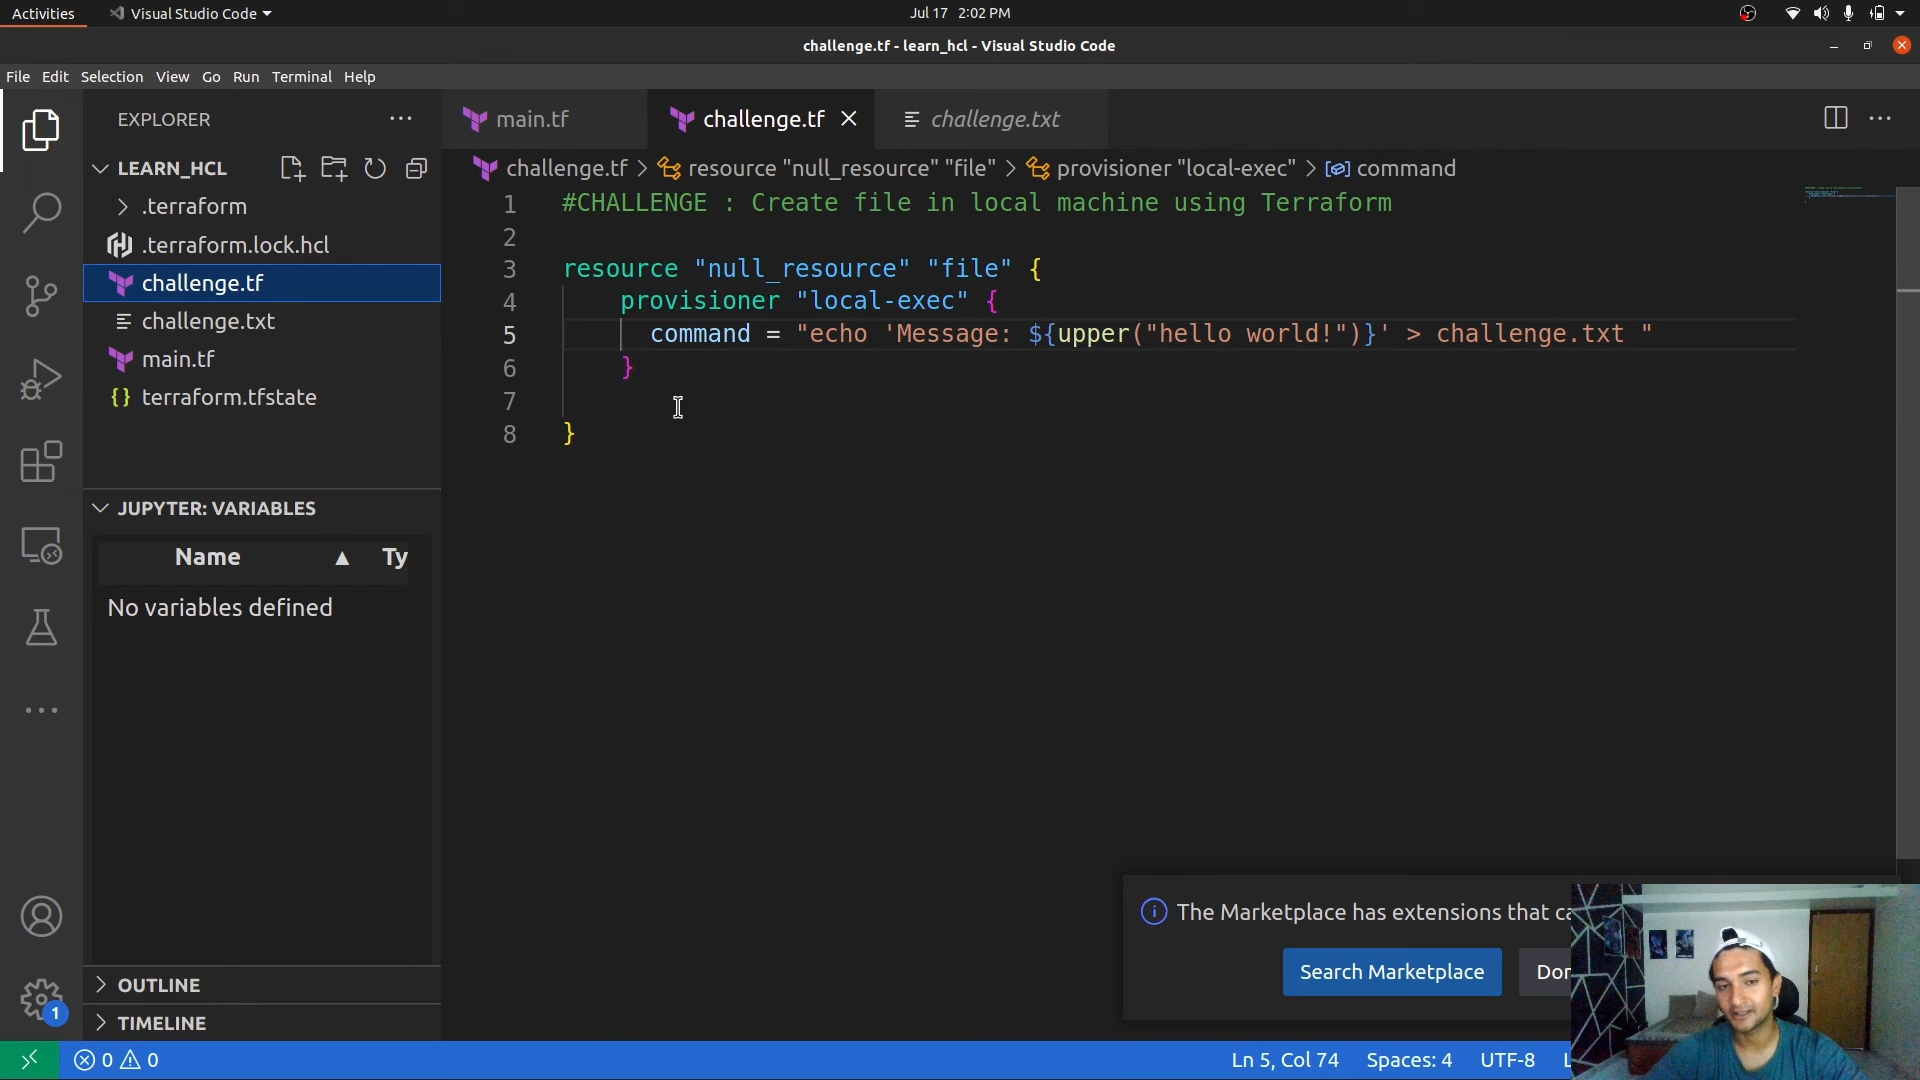 Activities Visual Studio Code Jul 17 2:02 PM
challenge.tf - learn_hcl - Visual Studio Code
File Edit Selection View Go Run Terminal Help
EXPLORER
LEARN_HCL
.terraform
.terraform.lock.hcl
challenge.tf
challenge.txt
main.tf
{} terraform.tfstate
JUPYTER: VARIABLES
Name ▲ Ty
No variables defined
OUTLINE
TIMELINE
1
main.tf challenge.tf challenge.txt
challenge.tf > resource "null_resource" "file" > provisioner "local-exec" > command
1 #CHALLENGE : Create file in local machine using Terraform
2
3 resource "null_resource" "file" {
4 provisioner "local-exec" {
5 command = "echo 'Message: ${upper("hello world!")}' > challenge.txt "
6 }
7
8 }
The Marketplace has extensions that ca
Search Marketplace Don
0 0 Ln 5, Col 74 Spaces: 4 UTF-8 L